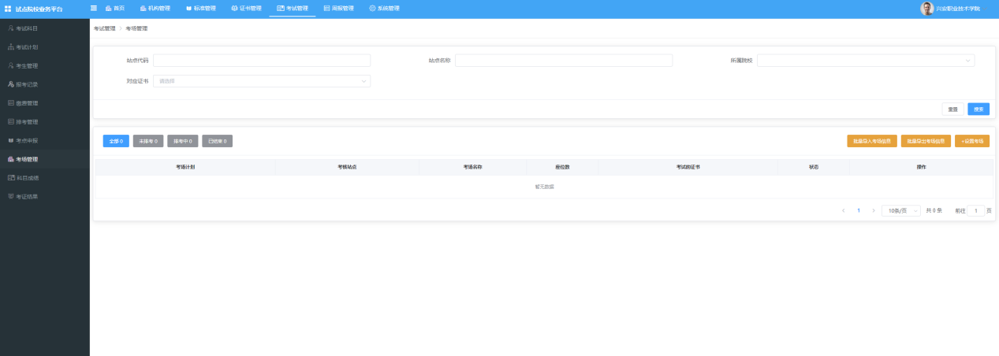 试点院校业务平台 首页 机构管理 标准管理 证书管理 考试管理 周报管理 系统管理 兴安职业技术学院
考试科目
考试计划
考生管理
报考记录
缴费管理
排考管理
考点申报
考场管理
科目成绩
考证结果
考试管理 > 考场管理
站点代码 站点名称 所属院校
对应证书 请选择
重置 搜索
全部 0 未排考 0 排考中 0 已结束 0 批量导入考场信息 批量导出考场信息 +设置考场
考场计划 考核站点 考场名称 座位数 考试的证书 状态 操作
暂无数据
< 1 > 10条/页 共 0 条 前往 1 页